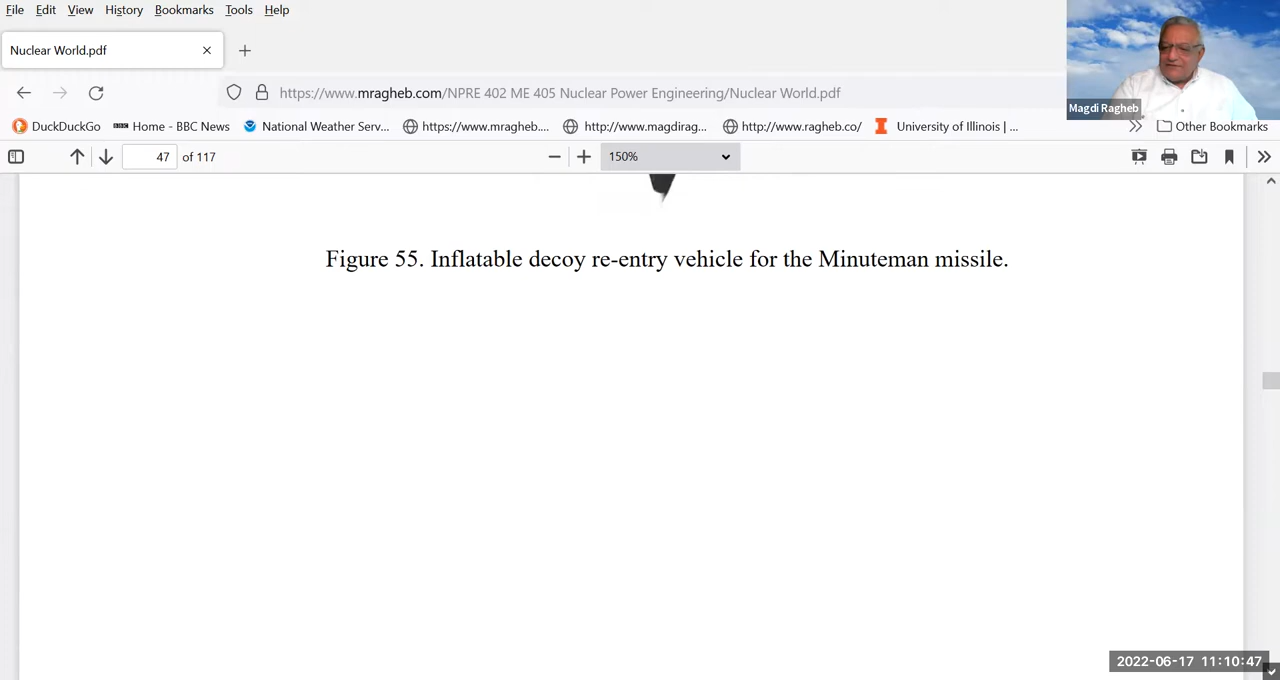 File Edit View History Bookmarks Tools Help
Nuclear World.pdf
https://www.mragheb.com/NPRE 402 ME 405 Nuclear Power Engineering/Nuclear World.pdf
Magdi Ragheb
DuckDuckGo BBC Home - BBC News National Weather Serv... https://www.mragheb.... http://www.magdirag... http://www.ragheb.co/ University of Illinois | ... Other Bookmarks
47 of 117 150%
Figure 55. Inflatable decoy re-entry vehicle for the Minuteman missile.
2022-06-17 11:10:47